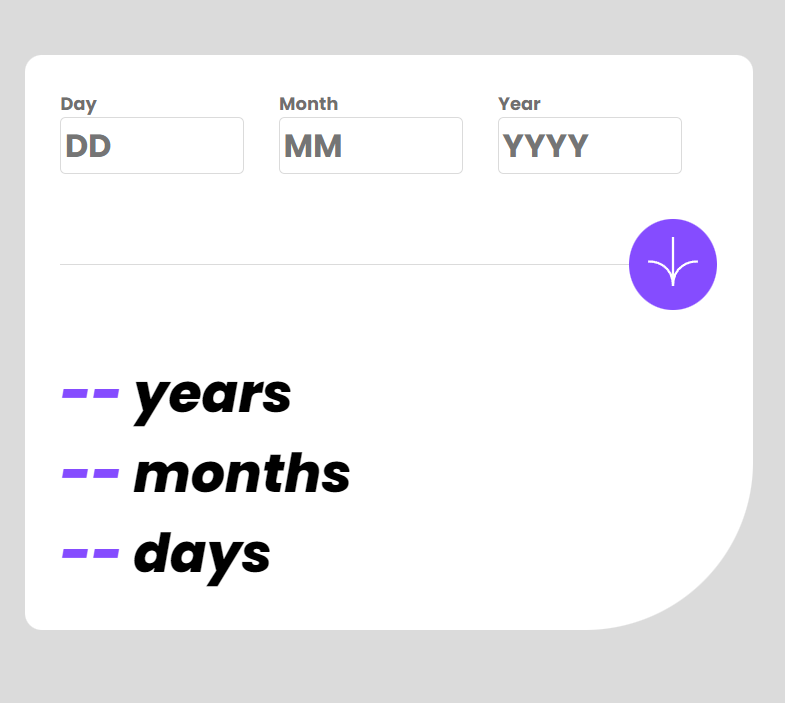 Day Month Year
DD MM YYYY
-- years
-- months
-- days